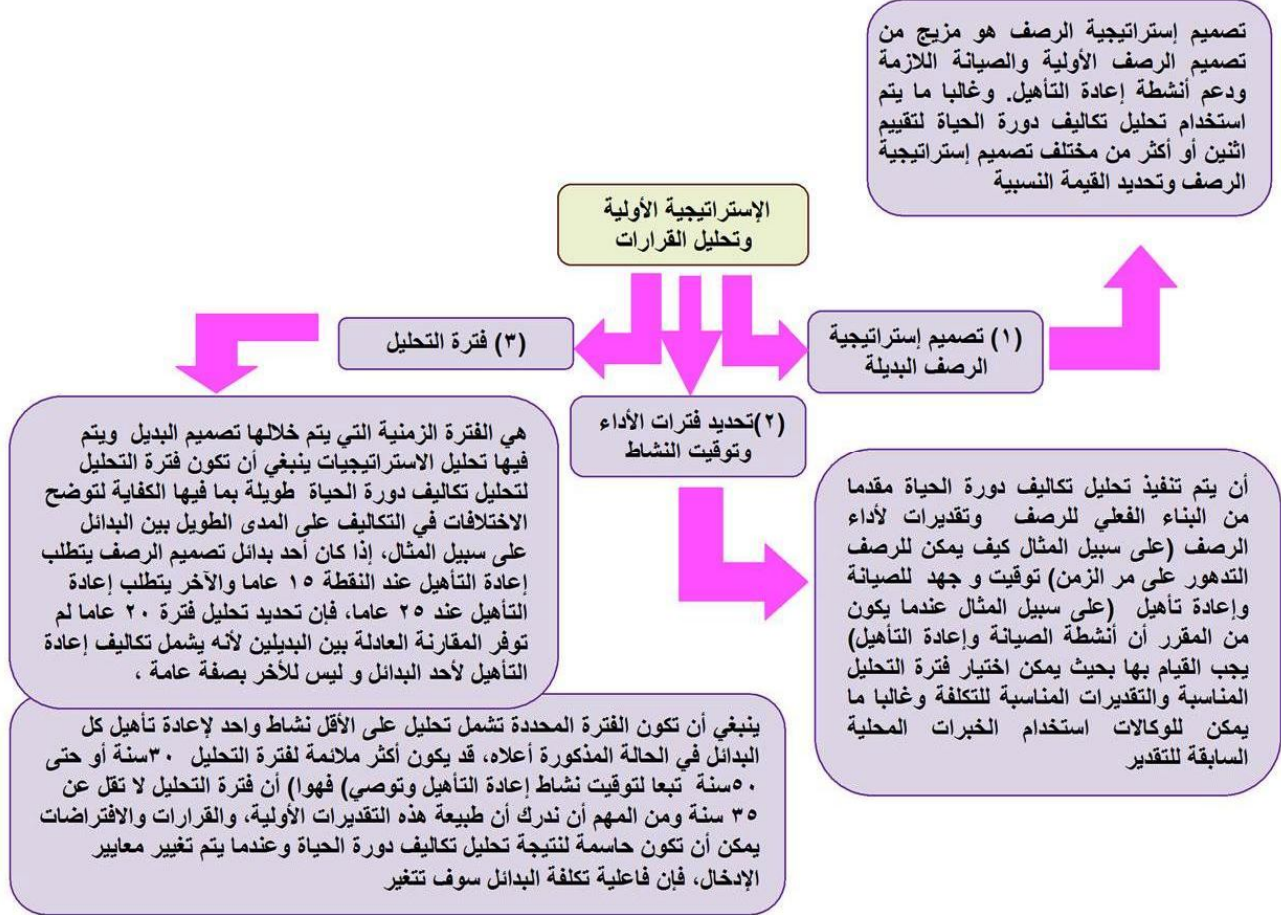 الإستراتيجية الأولية
وتحليل القرارات
(١) تصميم إستراتيجية
الرصف البديلة
تصميم إستراتيجية الرصف هو مزيج من
تصميم الرصف الأولية والصيانة اللازمة
ودعم أنشطة إعادة التأهيل. وغالبا ما يتم
استخدام تحليل تكاليف دورة الحياة لتقييم
اثنين أو أكثر من مختلف تصميم إستراتيجية
الرصف وتحديد القيمة النسبية
(٢)تحديد فترات الأداء
وتوقيت النشاط
أن يتم تنفيذ تحليل تكاليف دورة الحياة مقدما
من البناء الفعلي للرصف وتقديرات لأداء
الرصف (على سبيل المثال كيف يمكن للرصف
التدهور على مر الزمن) توقيت و جهد للصيانة
وإعادة تأهيل (على سبيل المثال عندما يكون
من المقرر أن أنشطة الصيانة وإعادة التأهيل)
يجب القيام بها بحيث يمكن اختيار فترة التحليل
المناسبة والتقديرات المناسبة للتكلفة وغالبا ما
يمكن للوكالات استخدام الخبرات المحلية
السابقة للتقدير
(٣) فترة التحليل
هي الفترة الزمنية التي يتم خلالها تصميم البديل ويتم
فيها تحليل الاستراتيجيات ينبغي أن تكون فترة التحليل
لتحليل تكاليف دورة الحياة طويلة بما فيها الكفاية لتوضح
الاختلافات في التكاليف على المدى الطويل بين البدائل
على سبيل المثال، إذا كان أحد بدائل تصميم الرصف يتطلب
إعادة التأهيل عند النقطة ١٥ عاما والآخر يتطلب إعادة
التأهيل عند ٢٥ عاما، فإن تحديد تحليل فترة ٢٠ عاما لم
توفر المقارنة العادلة بين البديلين لأنه يشمل تكاليف إعادة
التأهيل لأحد البدائل و ليس للأخر بصفة عامة ،
ينبغي أن تكون الفترة المحددة تشمل تحليل على الأقل نشاط واحد لإعادة تأهيل كل
البدائل في الحالة المذكورة أعلاه، قد يكون أكثر ملائمة لفترة التحليل ٣٠سنة أو حتى
٥٠سنة تبعا لتوقيت نشاط إعادة التأهيل وتوصي) فهوا) أن فترة التحليل لا تقل عن
٣٥ سنة ومن المهم أن ندرك أن طبيعة هذه التقديرات الأولية، والقرارات والافتراضات
يمكن أن تكون حاسمة لنتيجة تحليل تكاليف دورة الحياة وعندما يتم تغيير معايير
الإدخال، فإن فاعلية تكلفة البدائل سوف تتغير